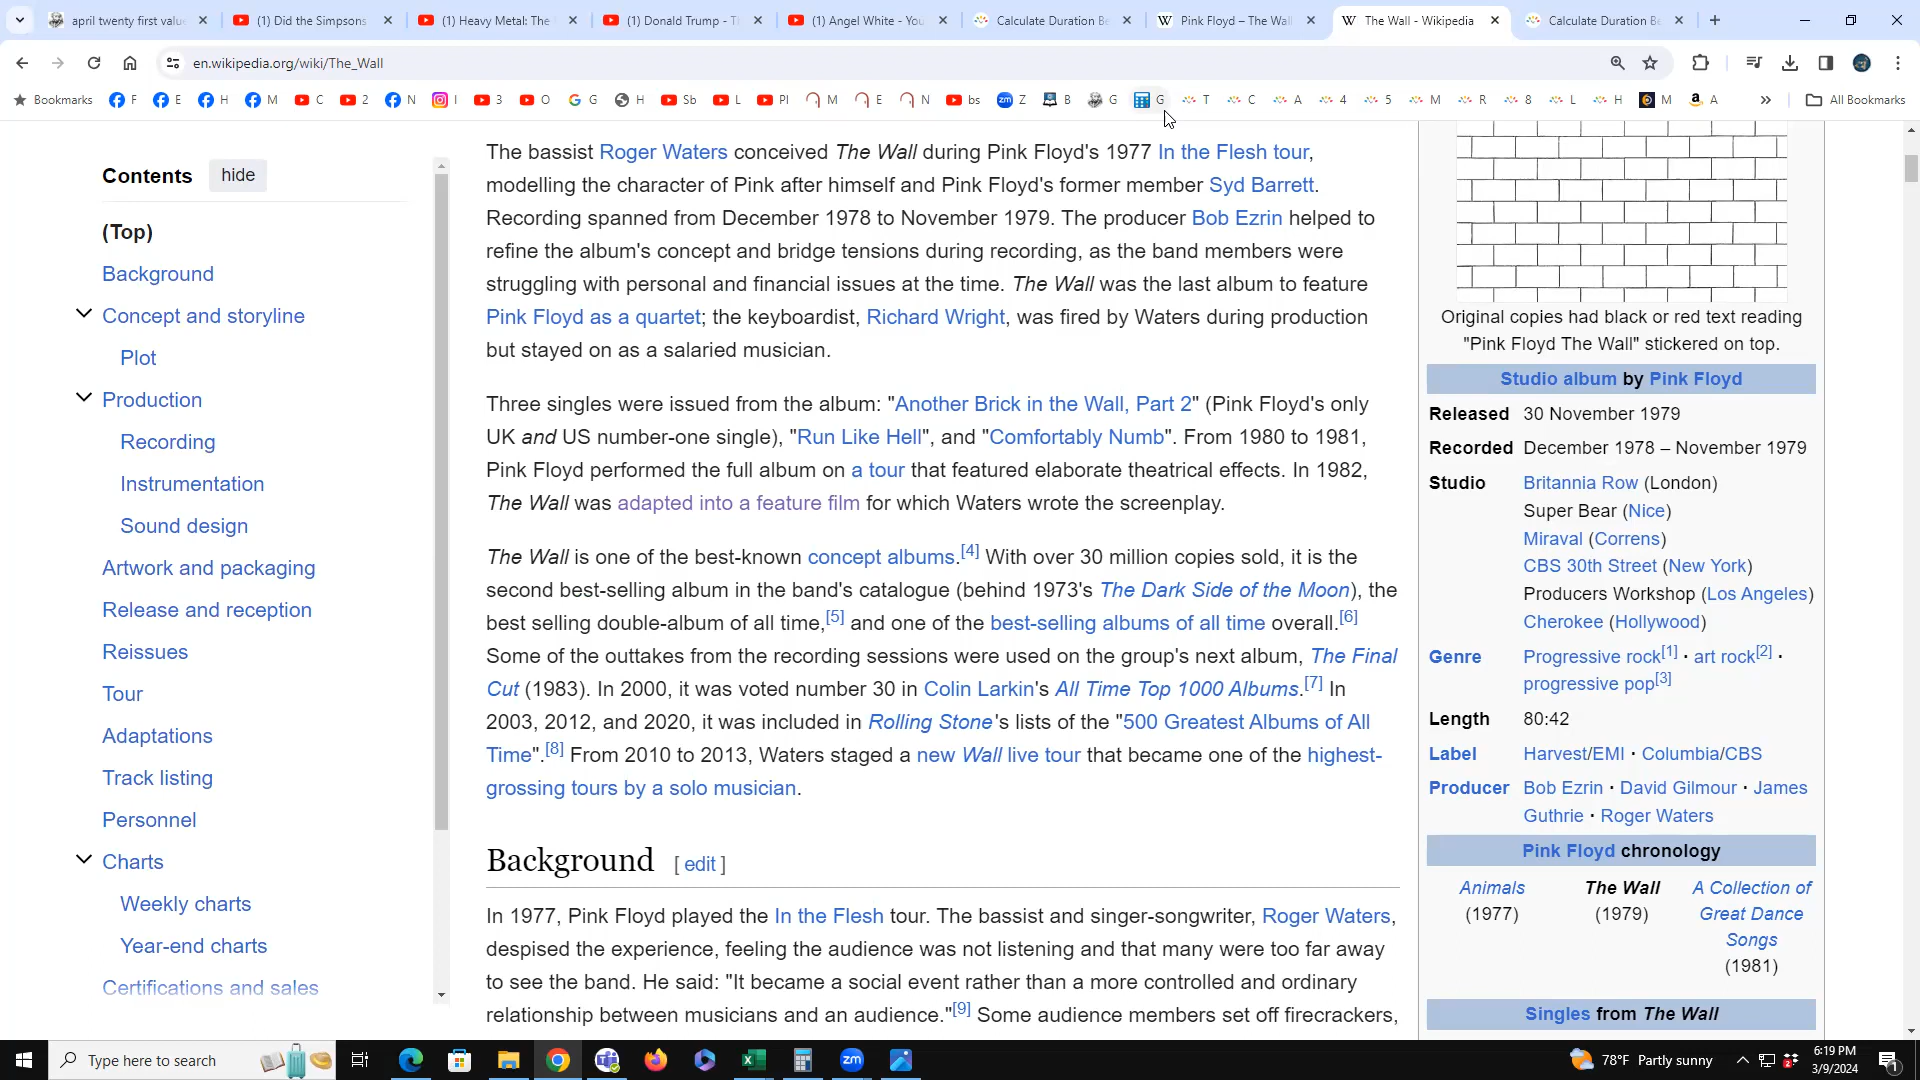 april twenty first value
(1) Did the Simpsons
(1) Heavy Metal: The
(1) Donald Trump - T
(1) Angel White - You
Calculate Duration Be
Pink Floyd – The Wall
The Wall - Wikipedia
Calculate Duration Be
en.wikipedia.org/wiki/The_Wall
Bookmarks F E H M C 2 N I 3 O G H Sb L Pl M E N bs Z B G G T C A 4 5 M R 8 L H M A » All Bookmarks
Contents hide
(Top)
Background
Concept and storyline
Plot
Production
Recording
Instrumentation
Sound design
Artwork and packaging
Release and reception
Reissues
Tour
Adaptations
Track listing
Personnel
Charts
Weekly charts
Year-end charts
Certifications and sales
The bassist Roger Waters conceived The Wall during Pink Floyd's 1977 In the Flesh tour,
modelling the character of Pink after himself and Pink Floyd's former member Syd Barrett.
Recording spanned from December 1978 to November 1979. The producer Bob Ezrin helped to
refine the album's concept and bridge tensions during recording, as the band members were
struggling with personal and financial issues at the time. The Wall was the last album to feature
Pink Floyd as a quartet; the keyboardist, Richard Wright, was fired by Waters during production
but stayed on as a salaried musician.
Three singles were issued from the album: "Another Brick in the Wall, Part 2" (Pink Floyd's only
UK and US number-one single), "Run Like Hell", and "Comfortably Numb". From 1980 to 1981,
Pink Floyd performed the full album on a tour that featured elaborate theatrical effects. In 1982,
The Wall was adapted into a feature film for which Waters wrote the screenplay.
The Wall is one of the best-known concept albums.[4] With over 30 million copies sold, it is the
second best-selling album in the band's catalogue (behind 1973's The Dark Side of the Moon), the
best selling double-album of all time,[5] and one of the best-selling albums of all time overall.[6]
Some of the outtakes from the recording sessions were used on the group's next album, The Final
Cut (1983). In 2000, it was voted number 30 in Colin Larkin's All Time Top 1000 Albums.[7] In
2003, 2012, and 2020, it was included in Rolling Stone's lists of the "500 Greatest Albums of All
Time".[8] From 2010 to 2013, Waters staged a new Wall live tour that became one of the highest-
grossing tours by a solo musician.
Background [ edit ]
In 1977, Pink Floyd played the In the Flesh tour. The bassist and singer-songwriter, Roger Waters,
despised the experience, feeling the audience was not listening and that many were too far away
to see the band. He said: "It became a social event rather than a more controlled and ordinary
relationship between musicians and an audience."[9] Some audience members set off firecrackers,
Original copies had black or red text reading
"Pink Floyd The Wall" stickered on top.
Studio album by Pink Floyd
Released 30 November 1979
Recorded December 1978 – November 1979
Studio Britannia Row (London)
Super Bear (Nice)
Miraval (Correns)
CBS 30th Street (New York)
Producers Workshop (Los Angeles)
Cherokee (Hollywood)
Genre Progressive rock[1] · art rock[2] ·
progressive pop[3]
Length 80:42
Label Harvest/EMI · Columbia/CBS
Producer Bob Ezrin · David Gilmour · James
Guthrie · Roger Waters
Pink Floyd chronology
Animals
(1977)
The Wall
(1979)
A Collection of
Great Dance
Songs
(1981)
Singles from The Wall
Type here to search
zm
78°F Partly sunny
6:19 PM
3/9/2024